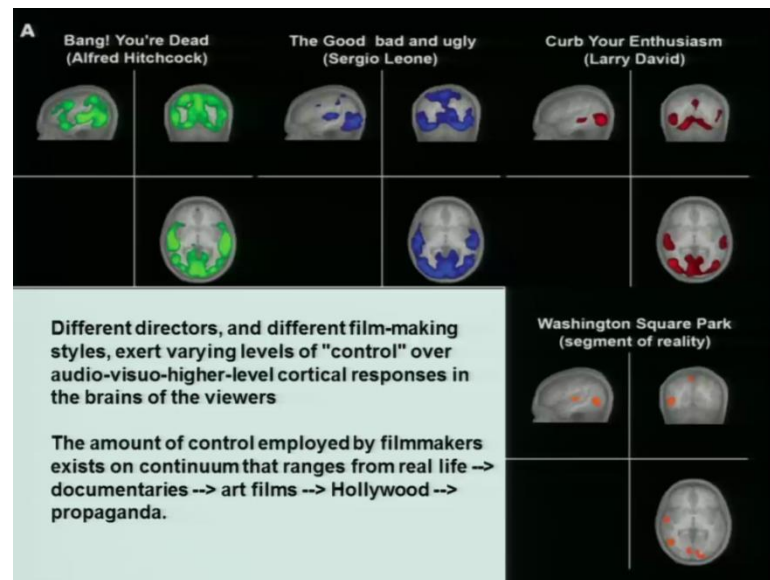 A
Bang! You're Dead
(Alfred Hitchcock)
The Good bad and ugly
(Sergio Leone)
Curb Your Enthusiasm
(Larry David)
Different directors, and different film-making
styles, exert varying levels of "control" over
audio-visuo-higher-level cortical responses in
the brains of the viewers
The amount of control employed by filmmakers
exists on continuum that ranges from real life -->
documentaries --> art films --> Hollywood -->
propaganda.
Washington Square Park
(segment of reality)